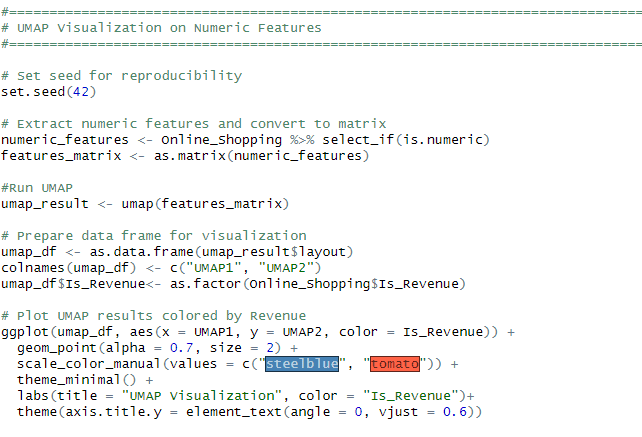 #================================================================================
# UMAP Visualization on Numeric Features
#================================================================================
# Set seed for reproducibility
set.seed(42)
# Extract numeric features and convert to matrix
numeric_features <- Online_Shopping %>% select_if(is.numeric)
features_matrix <- as.matrix(numeric_features)
#Run UMAP
umap_result <- umap(features_matrix)
# Prepare data frame for visualization
umap_df <- as.data.frame(umap_result$layout)
colnames(umap_df) <- c("UMAP1", "UMAP2")
umap_df$Is_Revenue<- as.factor(Online_Shopping$Is_Revenue)
# Plot UMAP results colored by Revenue
ggplot(umap_df, aes(x = UMAP1, y = UMAP2, color = Is_Revenue)) +
  geom_point(alpha = 0.7, size = 2) +
  scale_color_manual(values = c("steelblue", "tomato")) +
  theme_minimal() +
  labs(title = "UMAP Visualization", color = "Is_Revenue")+
  theme(axis.title.y = element_text(angle = 0, vjust = 0.6))